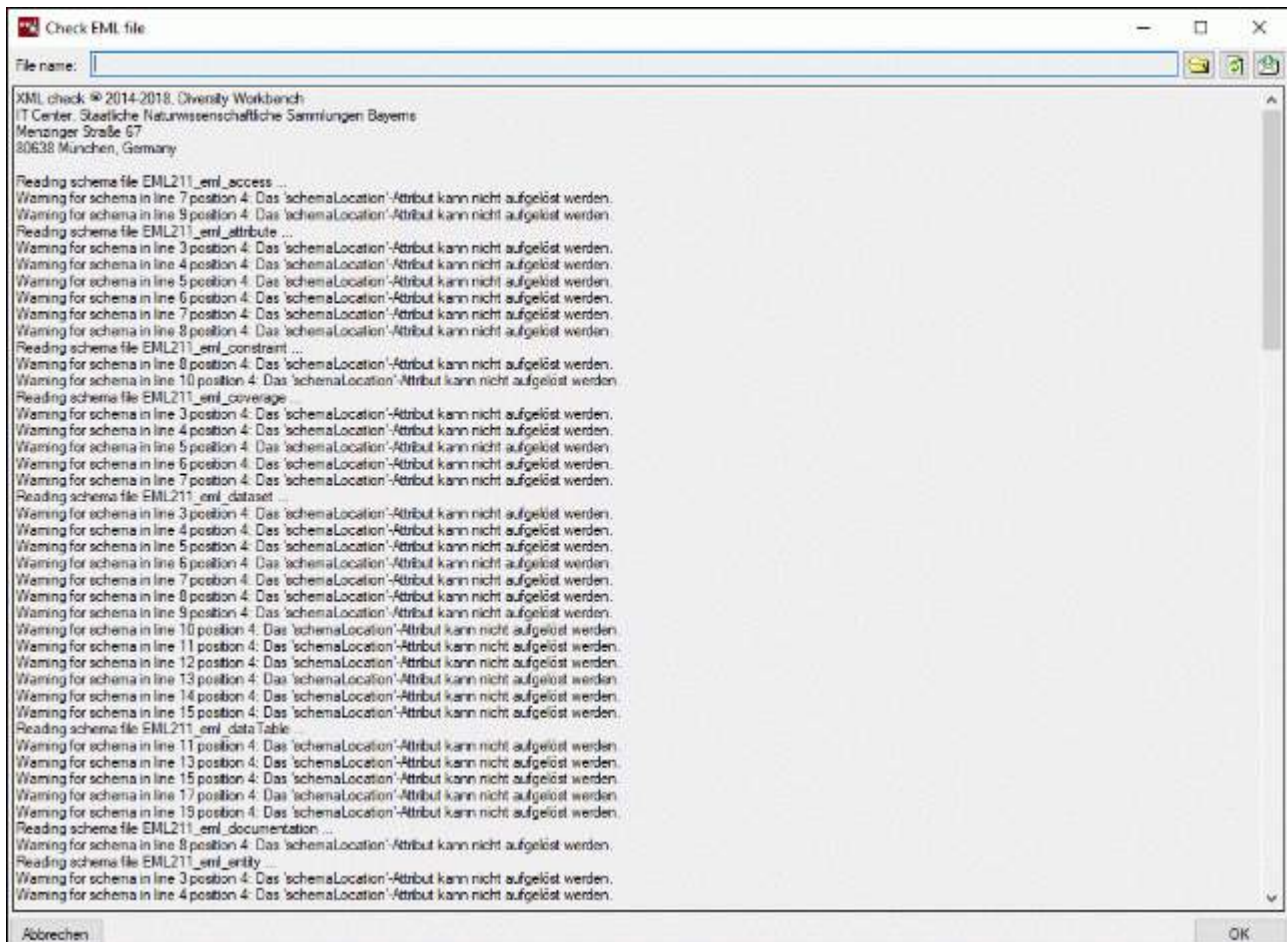 Check EML file
File name:
XML check © 2014-2018, Diversity Workbench
IT Center, Staatliche Naturwissenschaftliche Sammlungen Bayerns
Menzinger Straße 67
80638 München, Germany
Reading schema file EML211_eml_access ...
Warning for schema in line 7 position 4: Das 'schemaLocation'-Attribut kann nicht aufgelöst werden.
Warning for schema in line 9 position 4: Das 'schemaLocation'-Attribut kann nicht aufgelöst werden.
Reading schema file EML211_eml_attribute ...
Warning for schema in line 3 position 4: Das 'schemaLocation'-Attribut kann nicht aufgelöst werden.
Warning for schema in line 4 position 4: Das 'schemaLocation'-Attribut kann nicht aufgelöst werden.
Warning for schema in line 5 position 4: Das 'schemaLocation'-Attribut kann nicht aufgelöst werden.
Warning for schema in line 6 position 4: Das 'schemaLocation'-Attribut kann nicht aufgelöst werden.
Warning for schema in line 7 position 4: Das 'schemaLocation'-Attribut kann nicht aufgelöst werden.
Warning for schema in line 8 position 4: Das 'schemaLocation'-Attribut kann nicht aufgelöst werden.
Reading schema file EML211_eml_constraint ...
Warning for schema in line 8 position 4: Das 'schemaLocation'-Attribut kann nicht aufgelöst werden.
Warning for schema in line 10 position 4: Das 'schemaLocation'-Attribut kann nicht aufgelöst werden.
Reading schema file EML211_eml_coverage ...
Warning for schema in line 3 position 4: Das 'schemaLocation'-Attribut kann nicht aufgelöst werden.
Warning for schema in line 4 position 4: Das 'schemaLocation'-Attribut kann nicht aufgelöst werden.
Warning for schema in line 5 position 4: Das 'schemaLocation'-Attribut kann nicht aufgelöst werden.
Warning for schema in line 6 position 4: Das 'schemaLocation'-Attribut kann nicht aufgelöst werden.
Warning for schema in line 7 position 4: Das 'schemaLocation'-Attribut kann nicht aufgelöst werden.
Reading schema file EML211_eml_dataset ...
Warning for schema in line 3 position 4: Das 'schemaLocation'-Attribut kann nicht aufgelöst werden.
Warning for schema in line 4 position 4: Das 'schemaLocation'-Attribut kann nicht aufgelöst werden.
Warning for schema in line 5 position 4: Das 'schemaLocation'-Attribut kann nicht aufgelöst werden.
Warning for schema in line 6 position 4: Das 'schemaLocation'-Attribut kann nicht aufgelöst werden.
Warning for schema in line 7 position 4: Das 'schemaLocation'-Attribut kann nicht aufgelöst werden.
Warning for schema in line 8 position 4: Das 'schemaLocation'-Attribut kann nicht aufgelöst werden.
Warning for schema in line 9 position 4: Das 'schemaLocation'-Attribut kann nicht aufgelöst werden.
Warning for schema in line 10 position 4: Das 'schemaLocation'-Attribut kann nicht aufgelöst werden.
Warning for schema in line 11 position 4: Das 'schemaLocation'-Attribut kann nicht aufgelöst werden.
Warning for schema in line 12 position 4: Das 'schemaLocation'-Attribut kann nicht aufgelöst werden.
Warning for schema in line 13 position 4: Das 'schemaLocation'-Attribut kann nicht aufgelöst werden.
Warning for schema in line 14 position 4: Das 'schemaLocation'-Attribut kann nicht aufgelöst werden.
Warning for schema in line 15 position 4: Das 'schemaLocation'-Attribut kann nicht aufgelöst werden.
Reading schema file EML211_eml_dataTable ...
Warning for schema in line 11 position 4: Das 'schemaLocation'-Attribut kann nicht aufgelöst werden.
Warning for schema in line 13 position 4: Das 'schemaLocation'-Attribut kann nicht aufgelöst werden.
Warning for schema in line 15 position 4: Das 'schemaLocation'-Attribut kann nicht aufgelöst werden.
Warning for schema in line 17 position 4: Das 'schemaLocation'-Attribut kann nicht aufgelöst werden.
Warning for schema in line 19 position 4: Das 'schemaLocation'-Attribut kann nicht aufgelöst werden.
Reading schema file EML211_eml_documentation ...
Warning for schema in line 8 position 4: Das 'schemaLocation'-Attribut kann nicht aufgelöst werden.
Reading schema file EML211_eml_entity ...
Warning for schema in line 3 position 4: Das 'schemaLocation'-Attribut kann nicht aufgelöst werden.
Warning for schema in line 4 position 4: Das 'schemaLocation'-Attribut kann nicht aufgelöst werden.
Abbrechen
OK